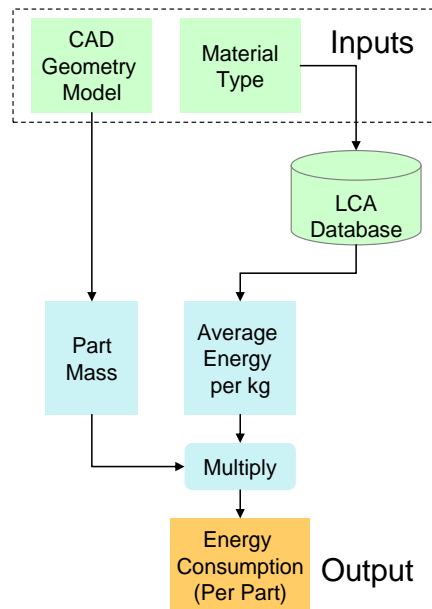 Inputs
CAD
Geometry
Model
Material
Type
LCA
Database
Part
Mass
Average
Energy
per kg
Multiply
Energy
Consumption
(Per Part)
Output